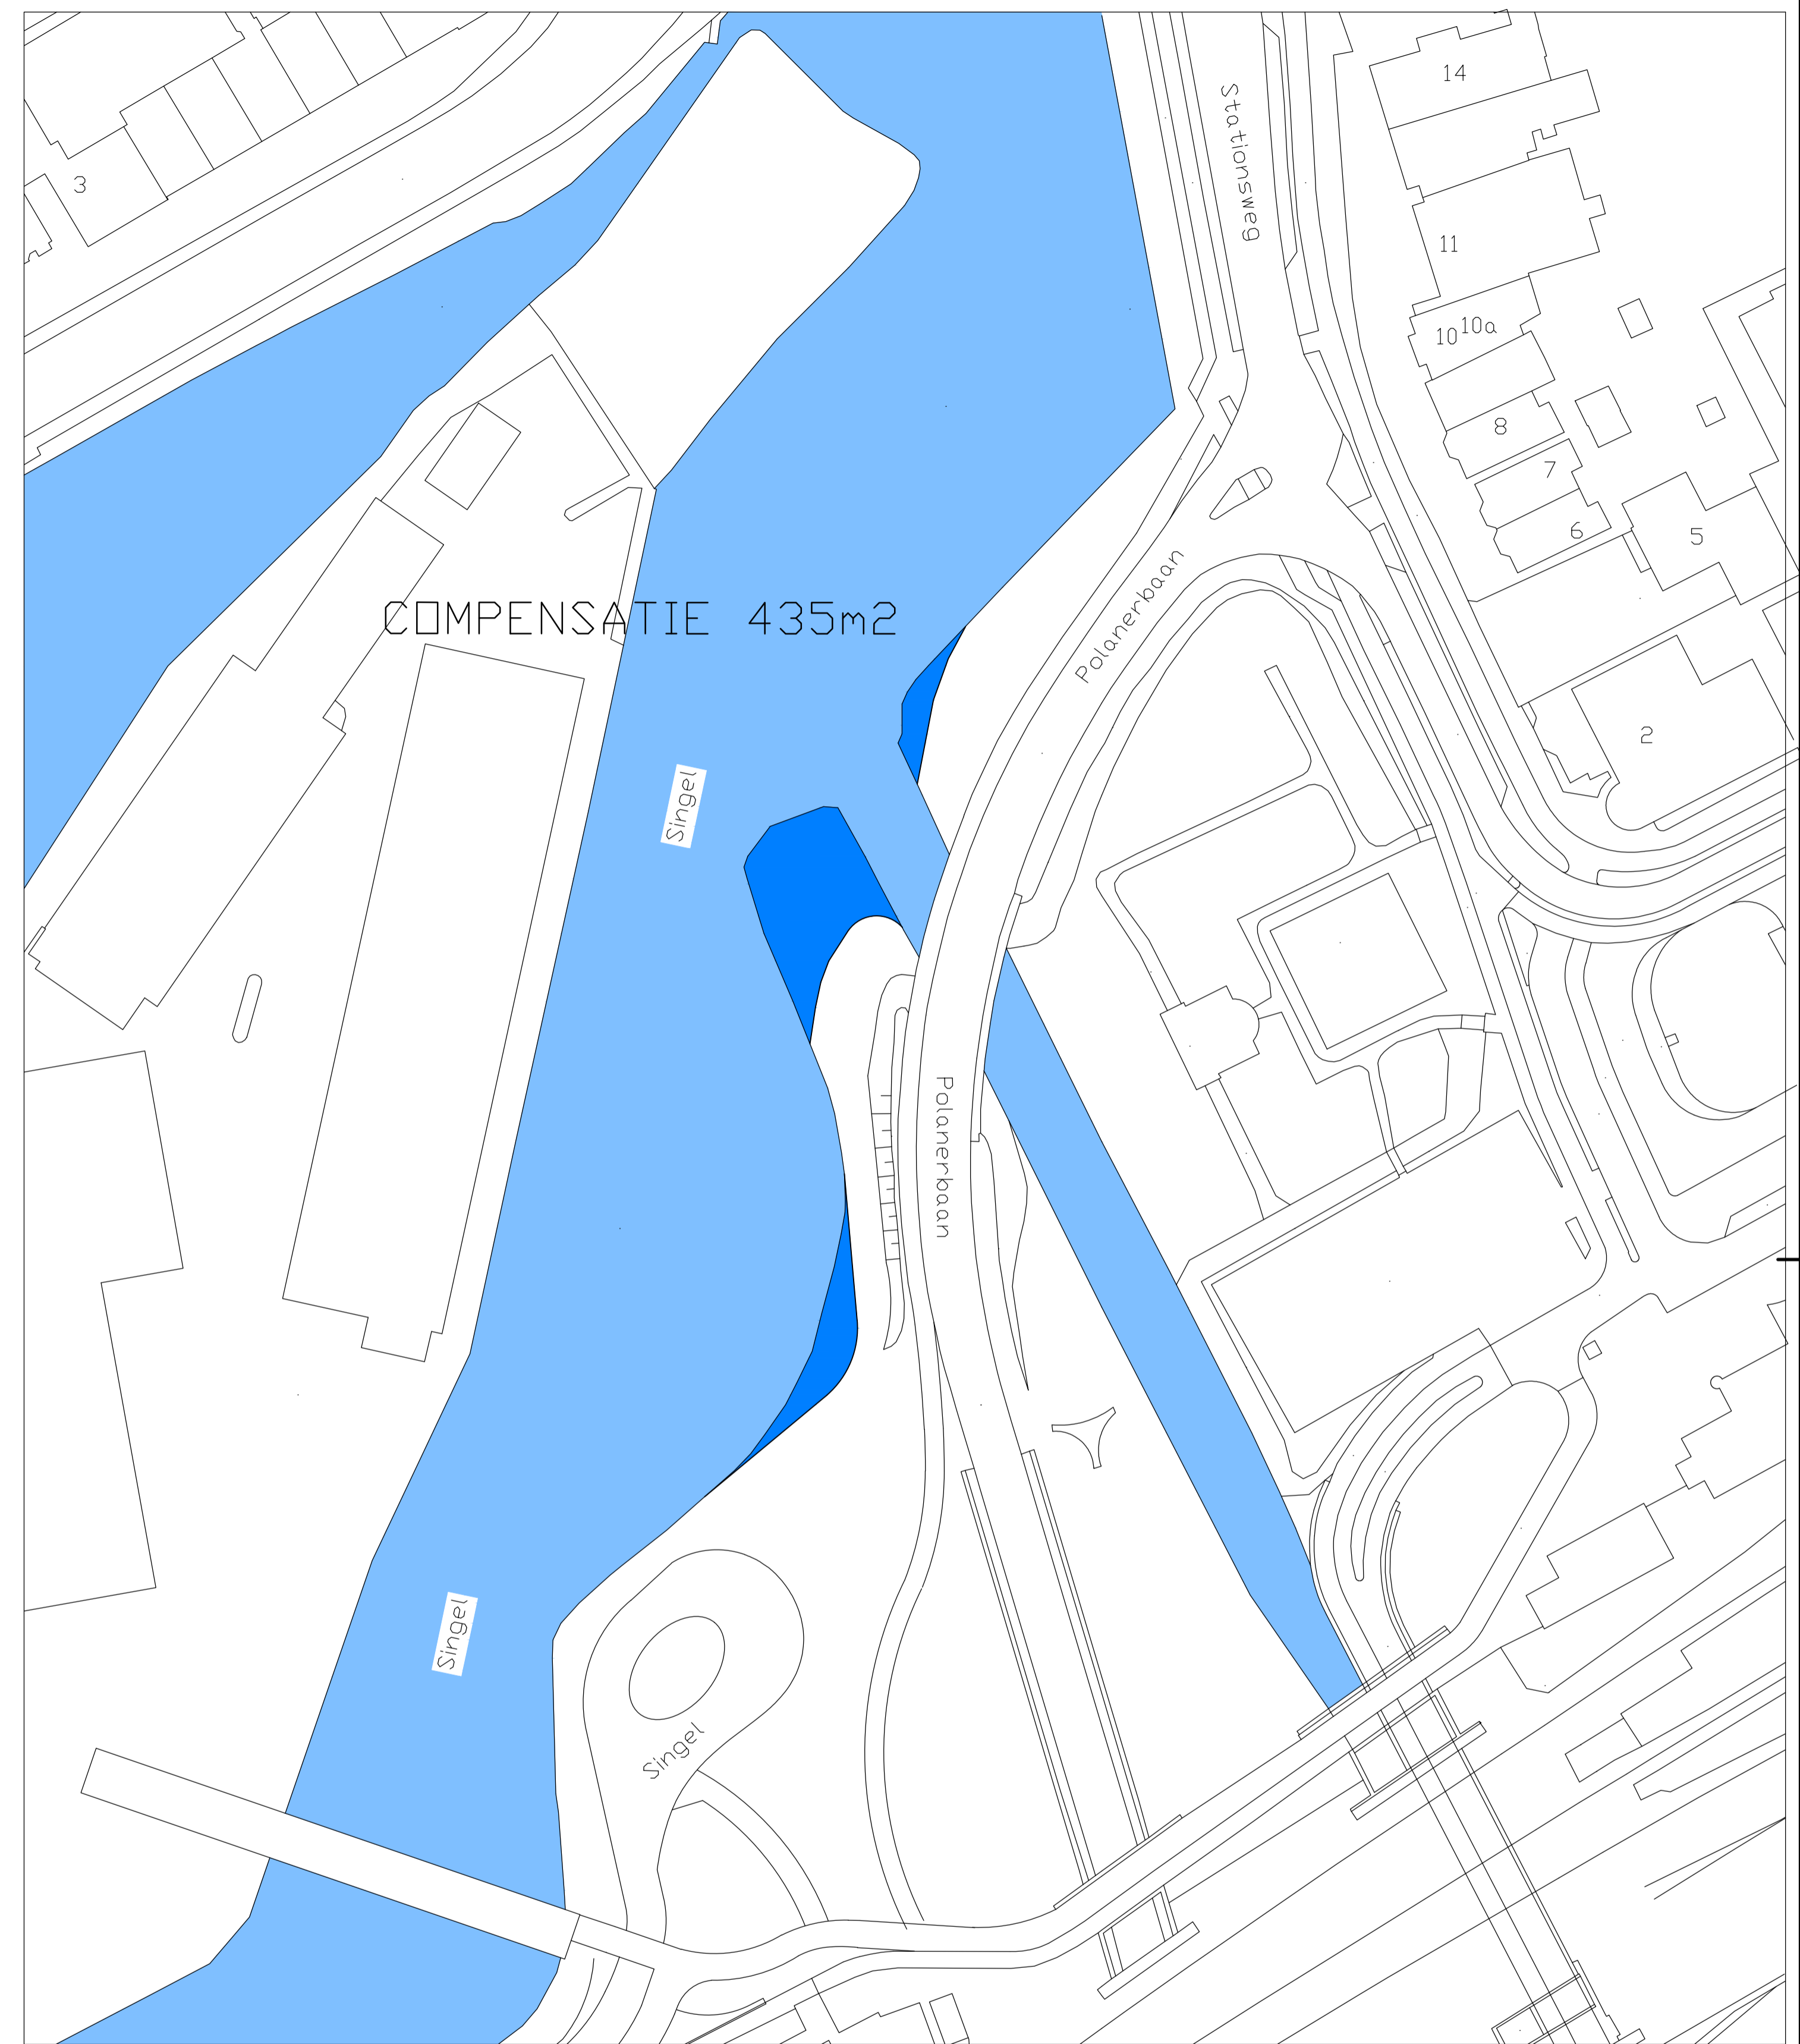 14
Stationsweg
3
11
10 10a
8
7
6
5
COMPENSATIE 435m2
Polanerbaan
2
Singel
Polanerbaan
Singel
Singel